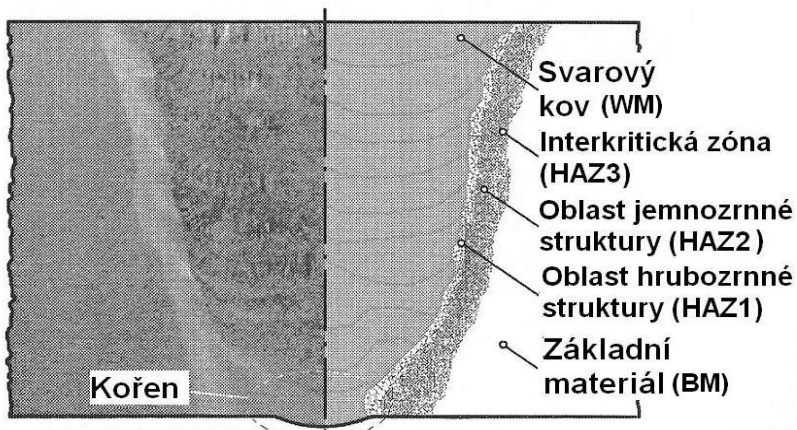 Svarový
kov (WM)
Interkritická zóna
(HAZ3)
Oblast jemnozrnné
struktury (HAZ2)
Oblast hrubozrnné
struktury (HAZ1)
Základní
materiál (BM)
Kořen